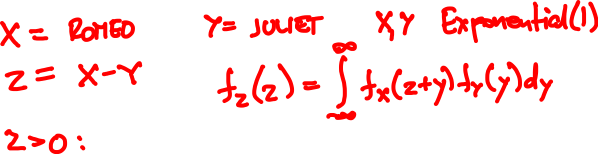 X = ROMEO Y = JULIET X,Y Exponential(1)
Z = X-Y f_Z(z) = ∫_{-∞}^{∞} f_X(z+y) f_Y(y) dy
z>0: